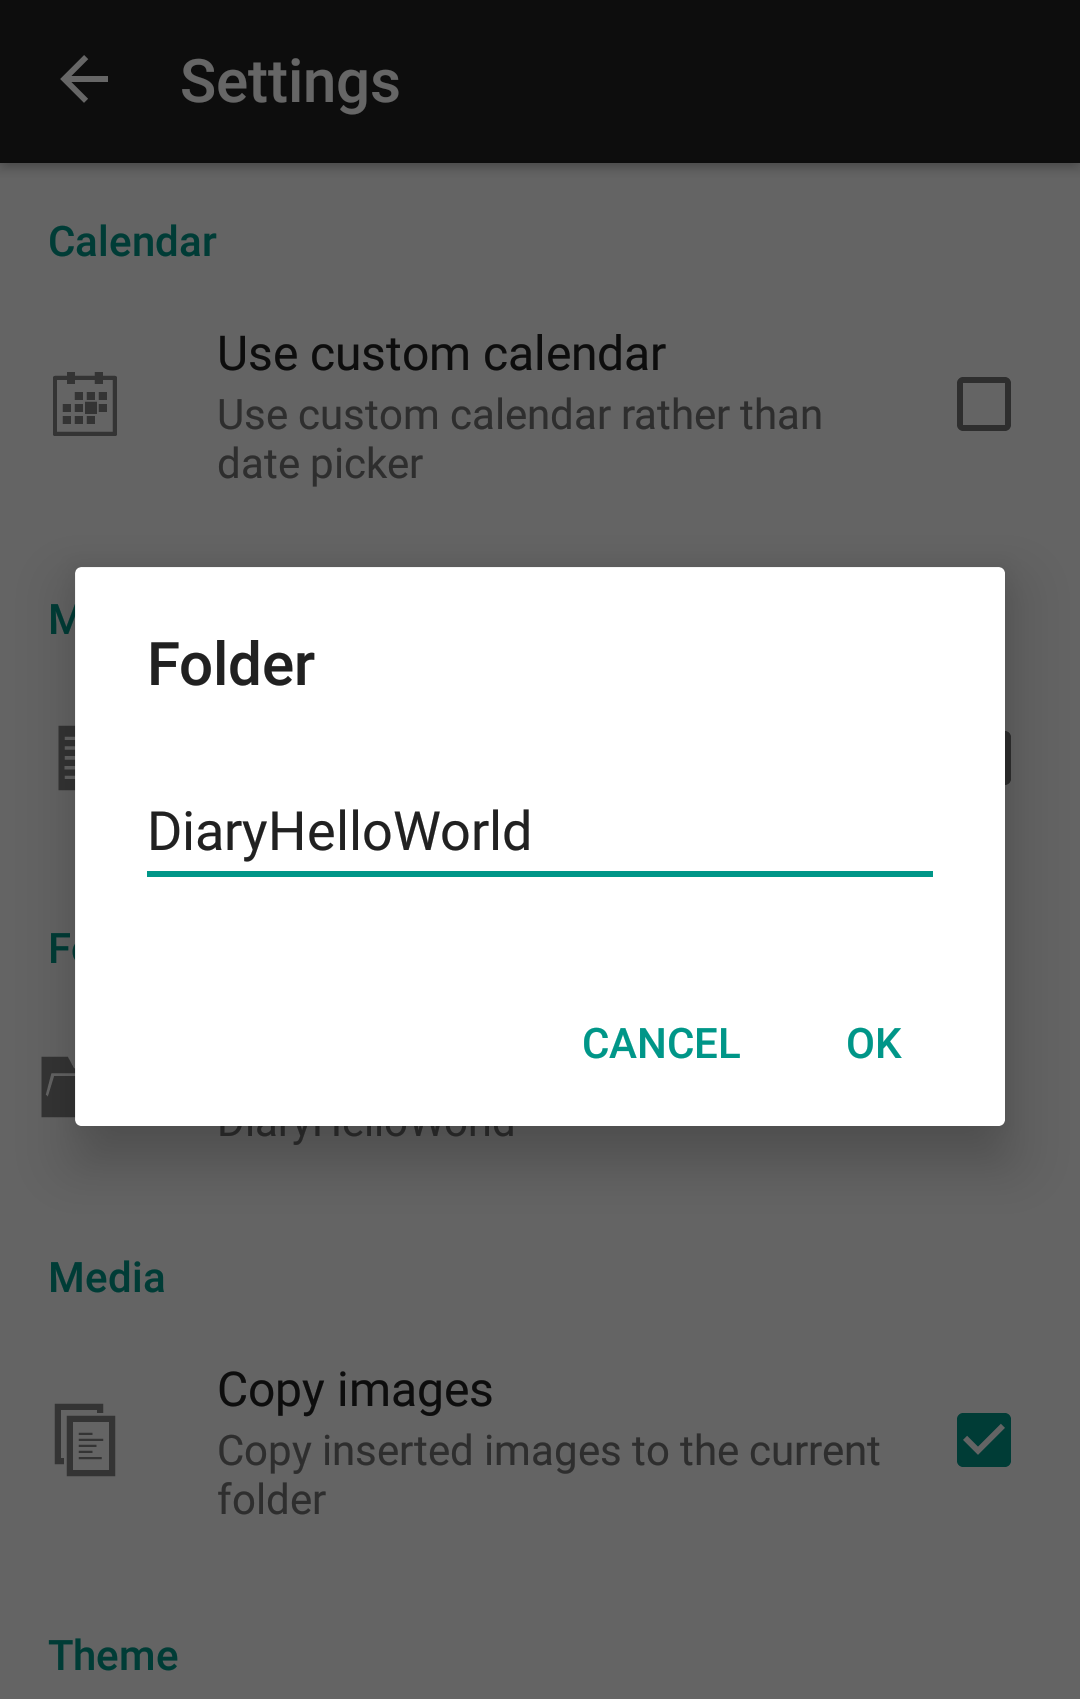 Settings
Calendar
Use custom calendar
Use custom calendar rather than
date picker
Folder
DiaryHelloWorld
CANCEL
OK
DiaryHelloWorld
Media
Copy images
Copy inserted images to the current
folder
Theme